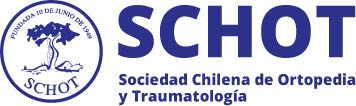 FUNDADA 10 DE JUNIO DE 1949
SCHOT
SCHOT
Sociedad Chilena de Ortopedia
y Traumatología